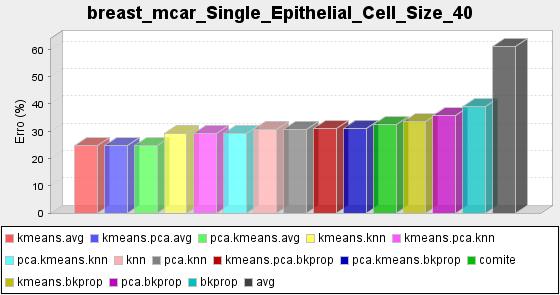 breast_mcar_Single_Epithelial_Cell_Size_40
Erro (%)
60
50
40
30
20
10
0
kmeans.avg kmeans.pca.avg pca.kmeans.avg kmeans.knn kmeans.pca.knn
pca.kmeans.knn knn pca.knn kmeans.pca.bkprop pca.kmeans.bkprop comite
kmeans.bkprop pca.bkprop bkprop avg